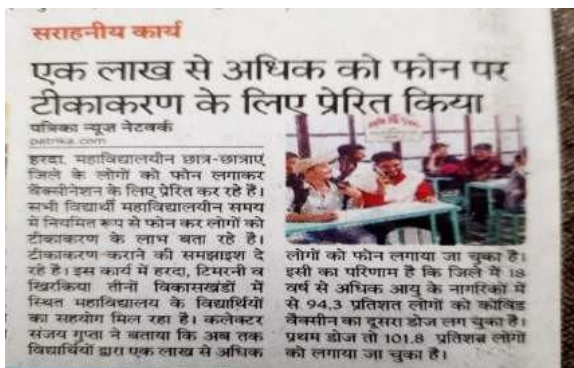 सराहनीय कार्य
एक लाख से अधिक को फोन पर
टीकाकरण के लिए प्रेरित किया
पत्रिका न्यूज नेटवर्क
patrika.com
हरदा. महाविद्यालयीन छात्र-छात्राएं
जिले के लोगों को फोन लगाकर
वैक्सीनेशन के लिए प्रेरित कर रहे हैं।
सभी विद्यार्थी महाविद्यालयीन समय
में नियमित रूप से फोन कर लोगों को
टीकाकरण के लाभ बता रहे है।
टीकाकरण कराने की समझाइश दे
रहे हैं। इस कार्य में हरदा, टिमरनी व
खिरकिया तीनों विकासखंडों में
स्थित महाविद्यालय के विद्यार्थियों
का सहयोग मिल रहा है। कलेक्टर
संजय गुप्ता ने बताया कि अब तक
विद्यार्थियों द्वारा एक लाख से अधिक
लोगों को फोन लगाया जा चुका है।
इसी का परिणाम है कि जिले में 18
वर्ष से अधिक आयु के नागरिकों में
से 94.3 प्रतिशत लोगों को कोविड
वैक्सीन का दूसरा डोज लग चुका है।
प्रथम डोज तो 101.8 प्रतिशत लोगों
को लगाया जा चुका है।